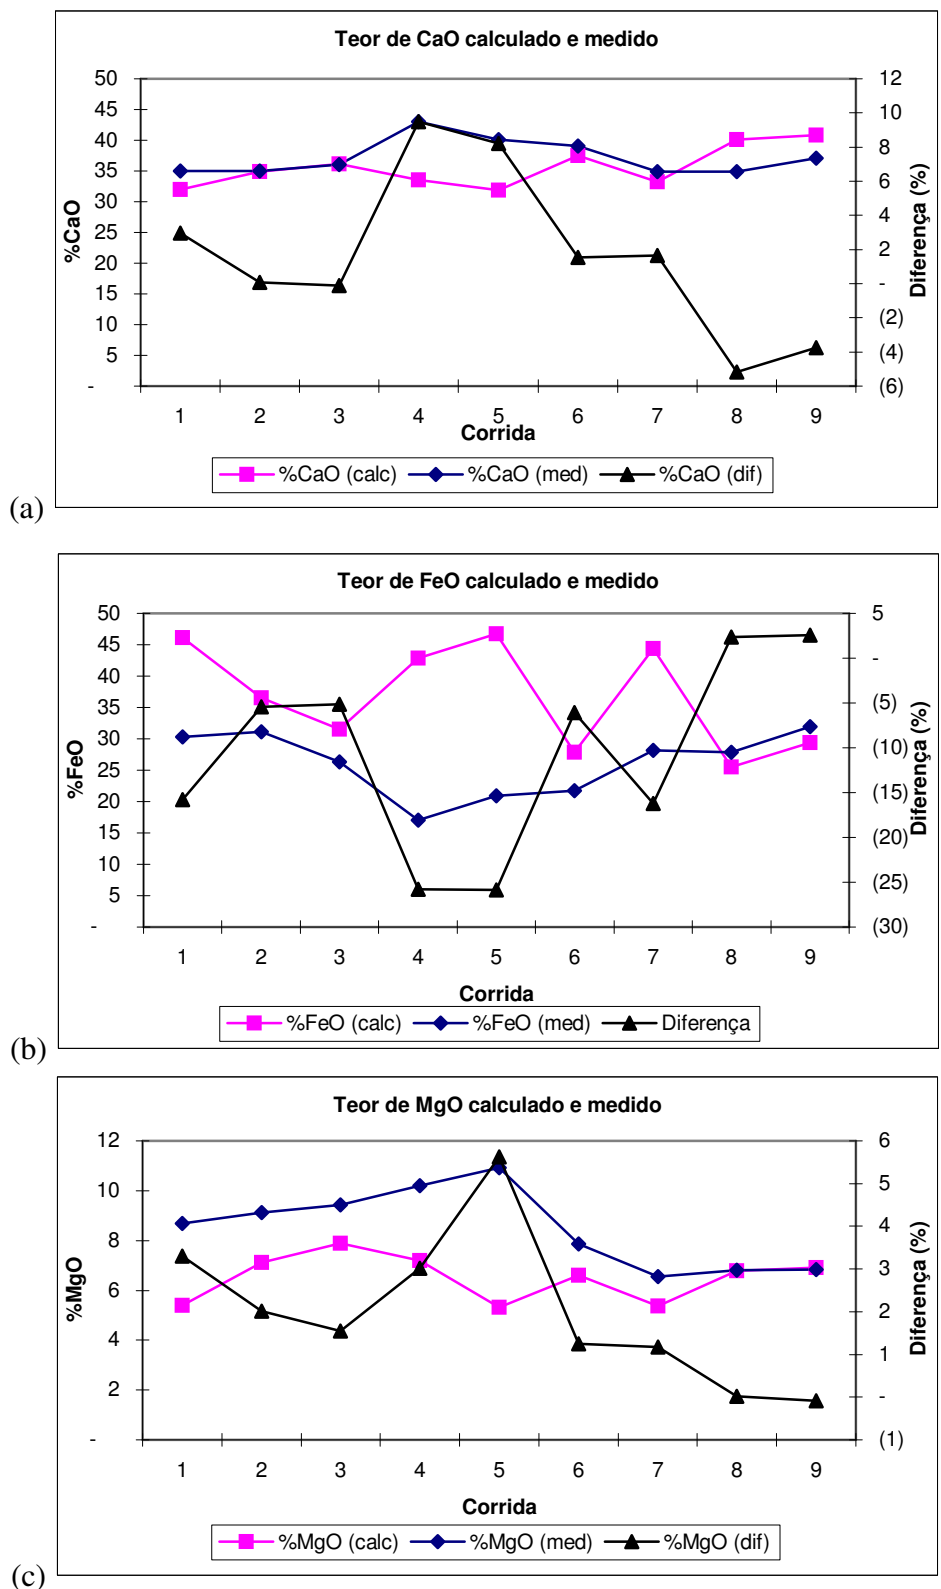 Teor de CaO calculado e medido
50
45
40
35
30
25
20
15
10
5
-
%CaO
12
10
8
6
4
2
-
(2)
(4)
(6)
Diferença (%)
1 2 3 4 5 6 7 8 9
Corrida
%CaO (calc) %CaO (med) %CaO (dif)
(a)
Teor de FeO calculado e medido
50
45
40
35
30
25
20
15
10
5
-
%FeO
5
-
(5)
(10)
(15)
(20)
(25)
(30)
Diferença (%)
1 2 3 4 5 6 7 8 9
Corrida
%FeO (calc) %FeO (med) Diferença
(b)
Teor de MgO calculado e medido
12
10
8
6
4
2
-
%MgO
6
5
4
3
2
1
-
(1)
Diferença (%)
1 2 3 4 5 6 7 8 9
Corrida
%MgO (calc) %MgO (med) %MgO (dif)
(c)